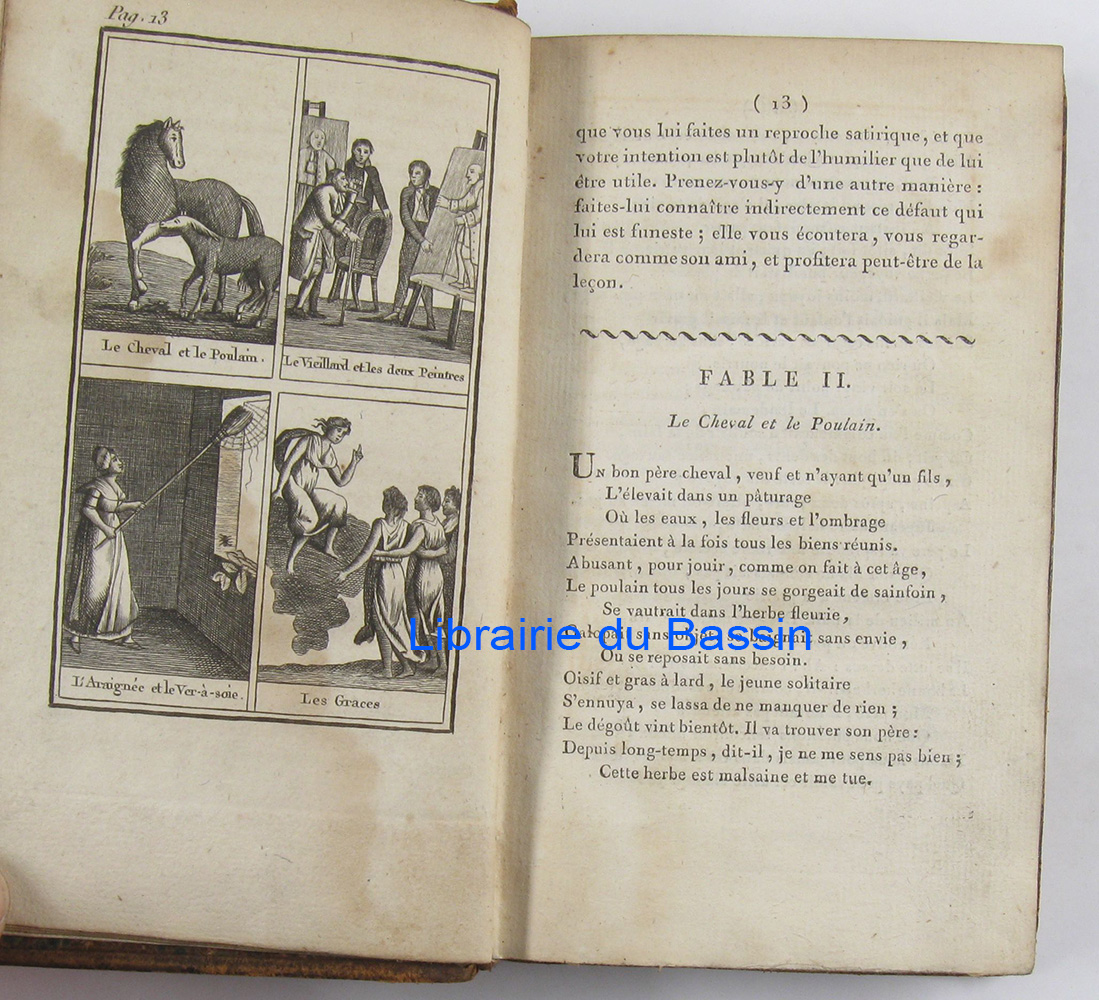 Pag. 13
Le Cheval et le Poulain.
Le Vieillard et les deux Peintres
L'Araignée et le Ver-à-soie.
Les Graces
( 13 )
que vous lui faites un reproche satirique, et que
votre intention est plutôt de l'humilier que de lui
être utile. Prenez-vous-y d'une autre manière :
faites-lui connaître indirectement ce défaut qui
lui est funeste ; elle vous écoutera, vous regar-
dera comme son ami, et profitera peut-être de la
leçon.
FABLE II.
Le Cheval et le Poulain.
Un bon père cheval, veuf et n'ayant qu'un fils,
L'élevait dans un pâturage
Où les eaux, les fleurs et l'ombrage
Présentaient à la fois tous les biens réunis.
Abusant, pour jouir, comme on fait à cet âge,
Le poulain tous les jours se gorgeait de sainfoin,
Se vautrait dans l'herbe fleurie,
Galopait sans objet, se baignait sans envie,
Ou se reposait sans besoin.
Oisif et gras à lard, le jeune solitaire
S'ennuya, se lassa de ne manquer de rien ;
Le dégoût vint bientôt. Il va trouver son père :
Depuis long-temps, dit-il, je ne me sens pas bien ;
Cette herbe est malsaine et me tue.
Librairie du Bassin